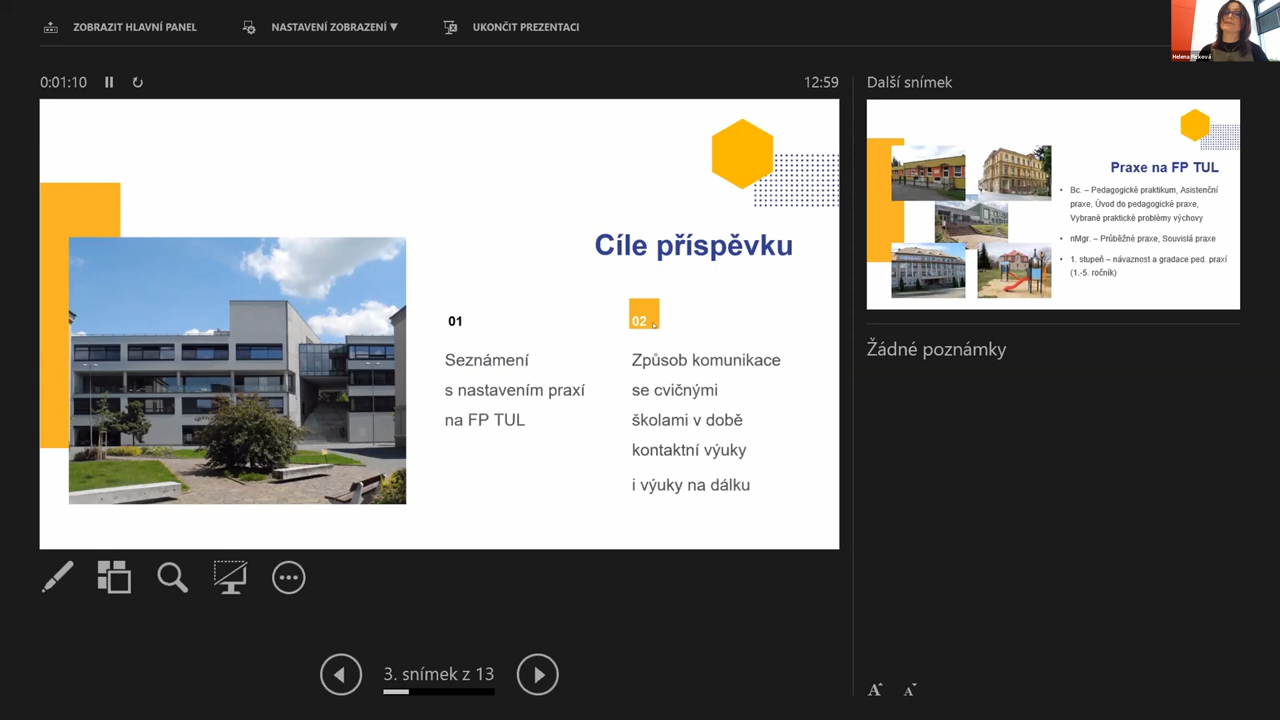 ZOBRAZIT HLAVNÍ PANEL
NASTAVENÍ ZOBRAZENÍ ▼
UKONČIT PREZENTACI
Helena Picková
0:01:10
12:59
Další snímek
Cíle příspěvku
01
Seznámení
s nastavením praxí
na FP TUL
02
Způsob komunikace
se cvičnými
školami v době
kontaktní výuky
i výuky na dálku
Praxe na FP TUL
• Bc. – Pedagogické praktikum, Asistenční
praxe, Úvod do pedagogické praxe,
Vybrané praktické problémy výchovy
• nMgr. – Průběžné praxe, Souvislá praxe
• 1. stupeň – návaznost a gradace ped. praxí
(1.-5. ročník)
Žádné poznámky
3. snímek z 13
A A